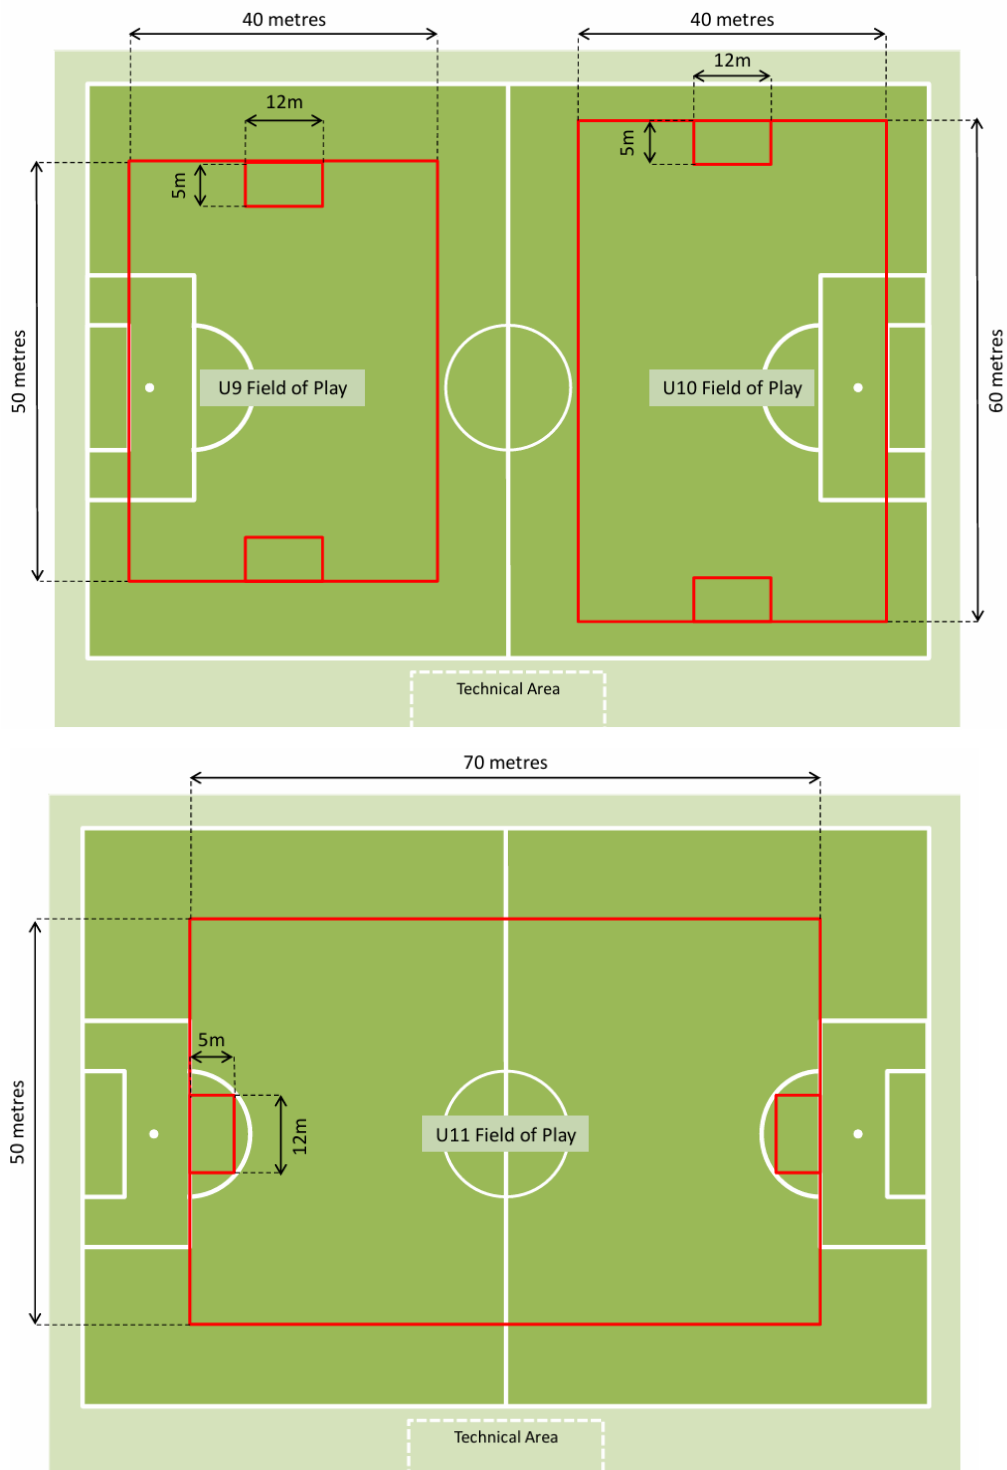 40 metres
40 metres
12m
12m
5m
5m
50 metres
60 metres
U9 Field of Play
U10 Field of Play
Technical Area
70 metres
50 metres
5m
12m
U11 Field of Play
Technical Area